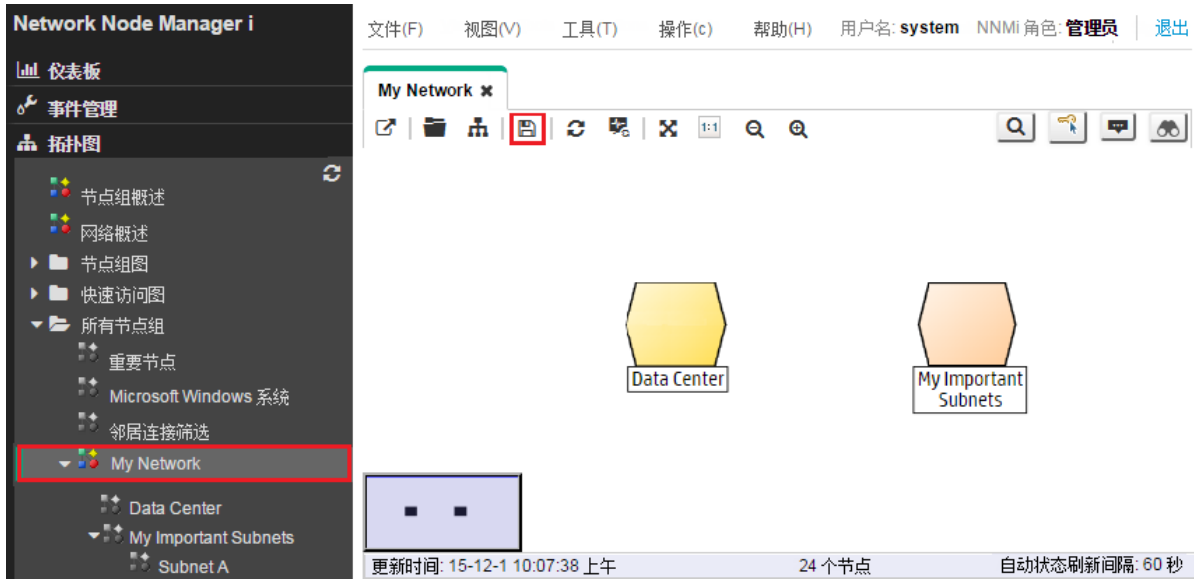 Network Node Manager i
文件(F) 视图(V) 工具(T) 操作(c) 帮助(H) 用户名: system NNMi 角色: 管理员 退出
仪表板
事件管理
拓扑图
节点组概述
网络概述
节点组图
快速访问图
所有节点组
重要节点
Microsoft Windows 系统
邻居连接筛选
My Network
Data Center
My Important Subnets
Subnet A
My Network
1:1
Data Center
My Important
Subnets
更新时间: 15-12-1 10:07:38 上午 24 个节点 自动状态刷新间隔: 60 秒